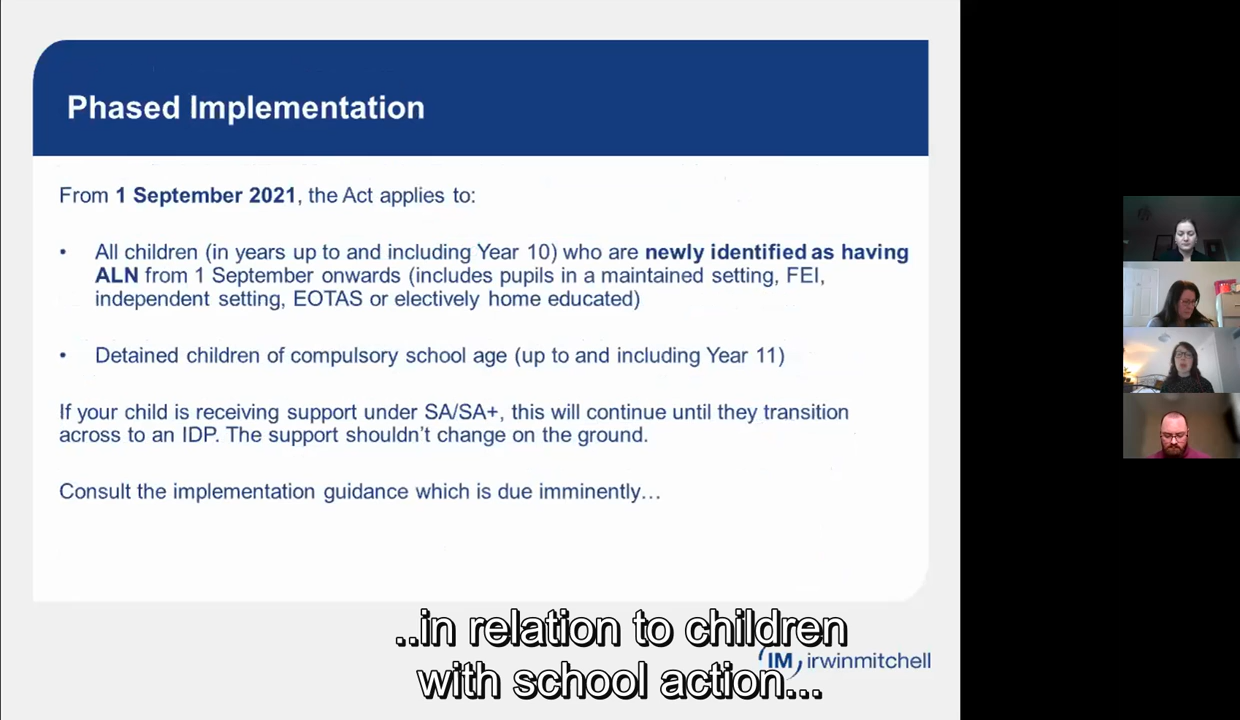 Phased Implementation
From 1 September 2021, the Act applies to:
• All children (in years up to and including Year 10) who are newly identified as having
ALN from 1 September onwards (includes pupils in a maintained setting, FEI,
independent setting, EOTAS or electively home educated)
• Detained children of compulsory school age (up to and including Year 11)
If your child is receiving support under SA/SA+, this will continue until they transition
across to an IDP. The support shouldn't change on the ground.
Consult the implementation guidance which is due imminently…
..in relation to children
with school action...
IM irwinmitchell